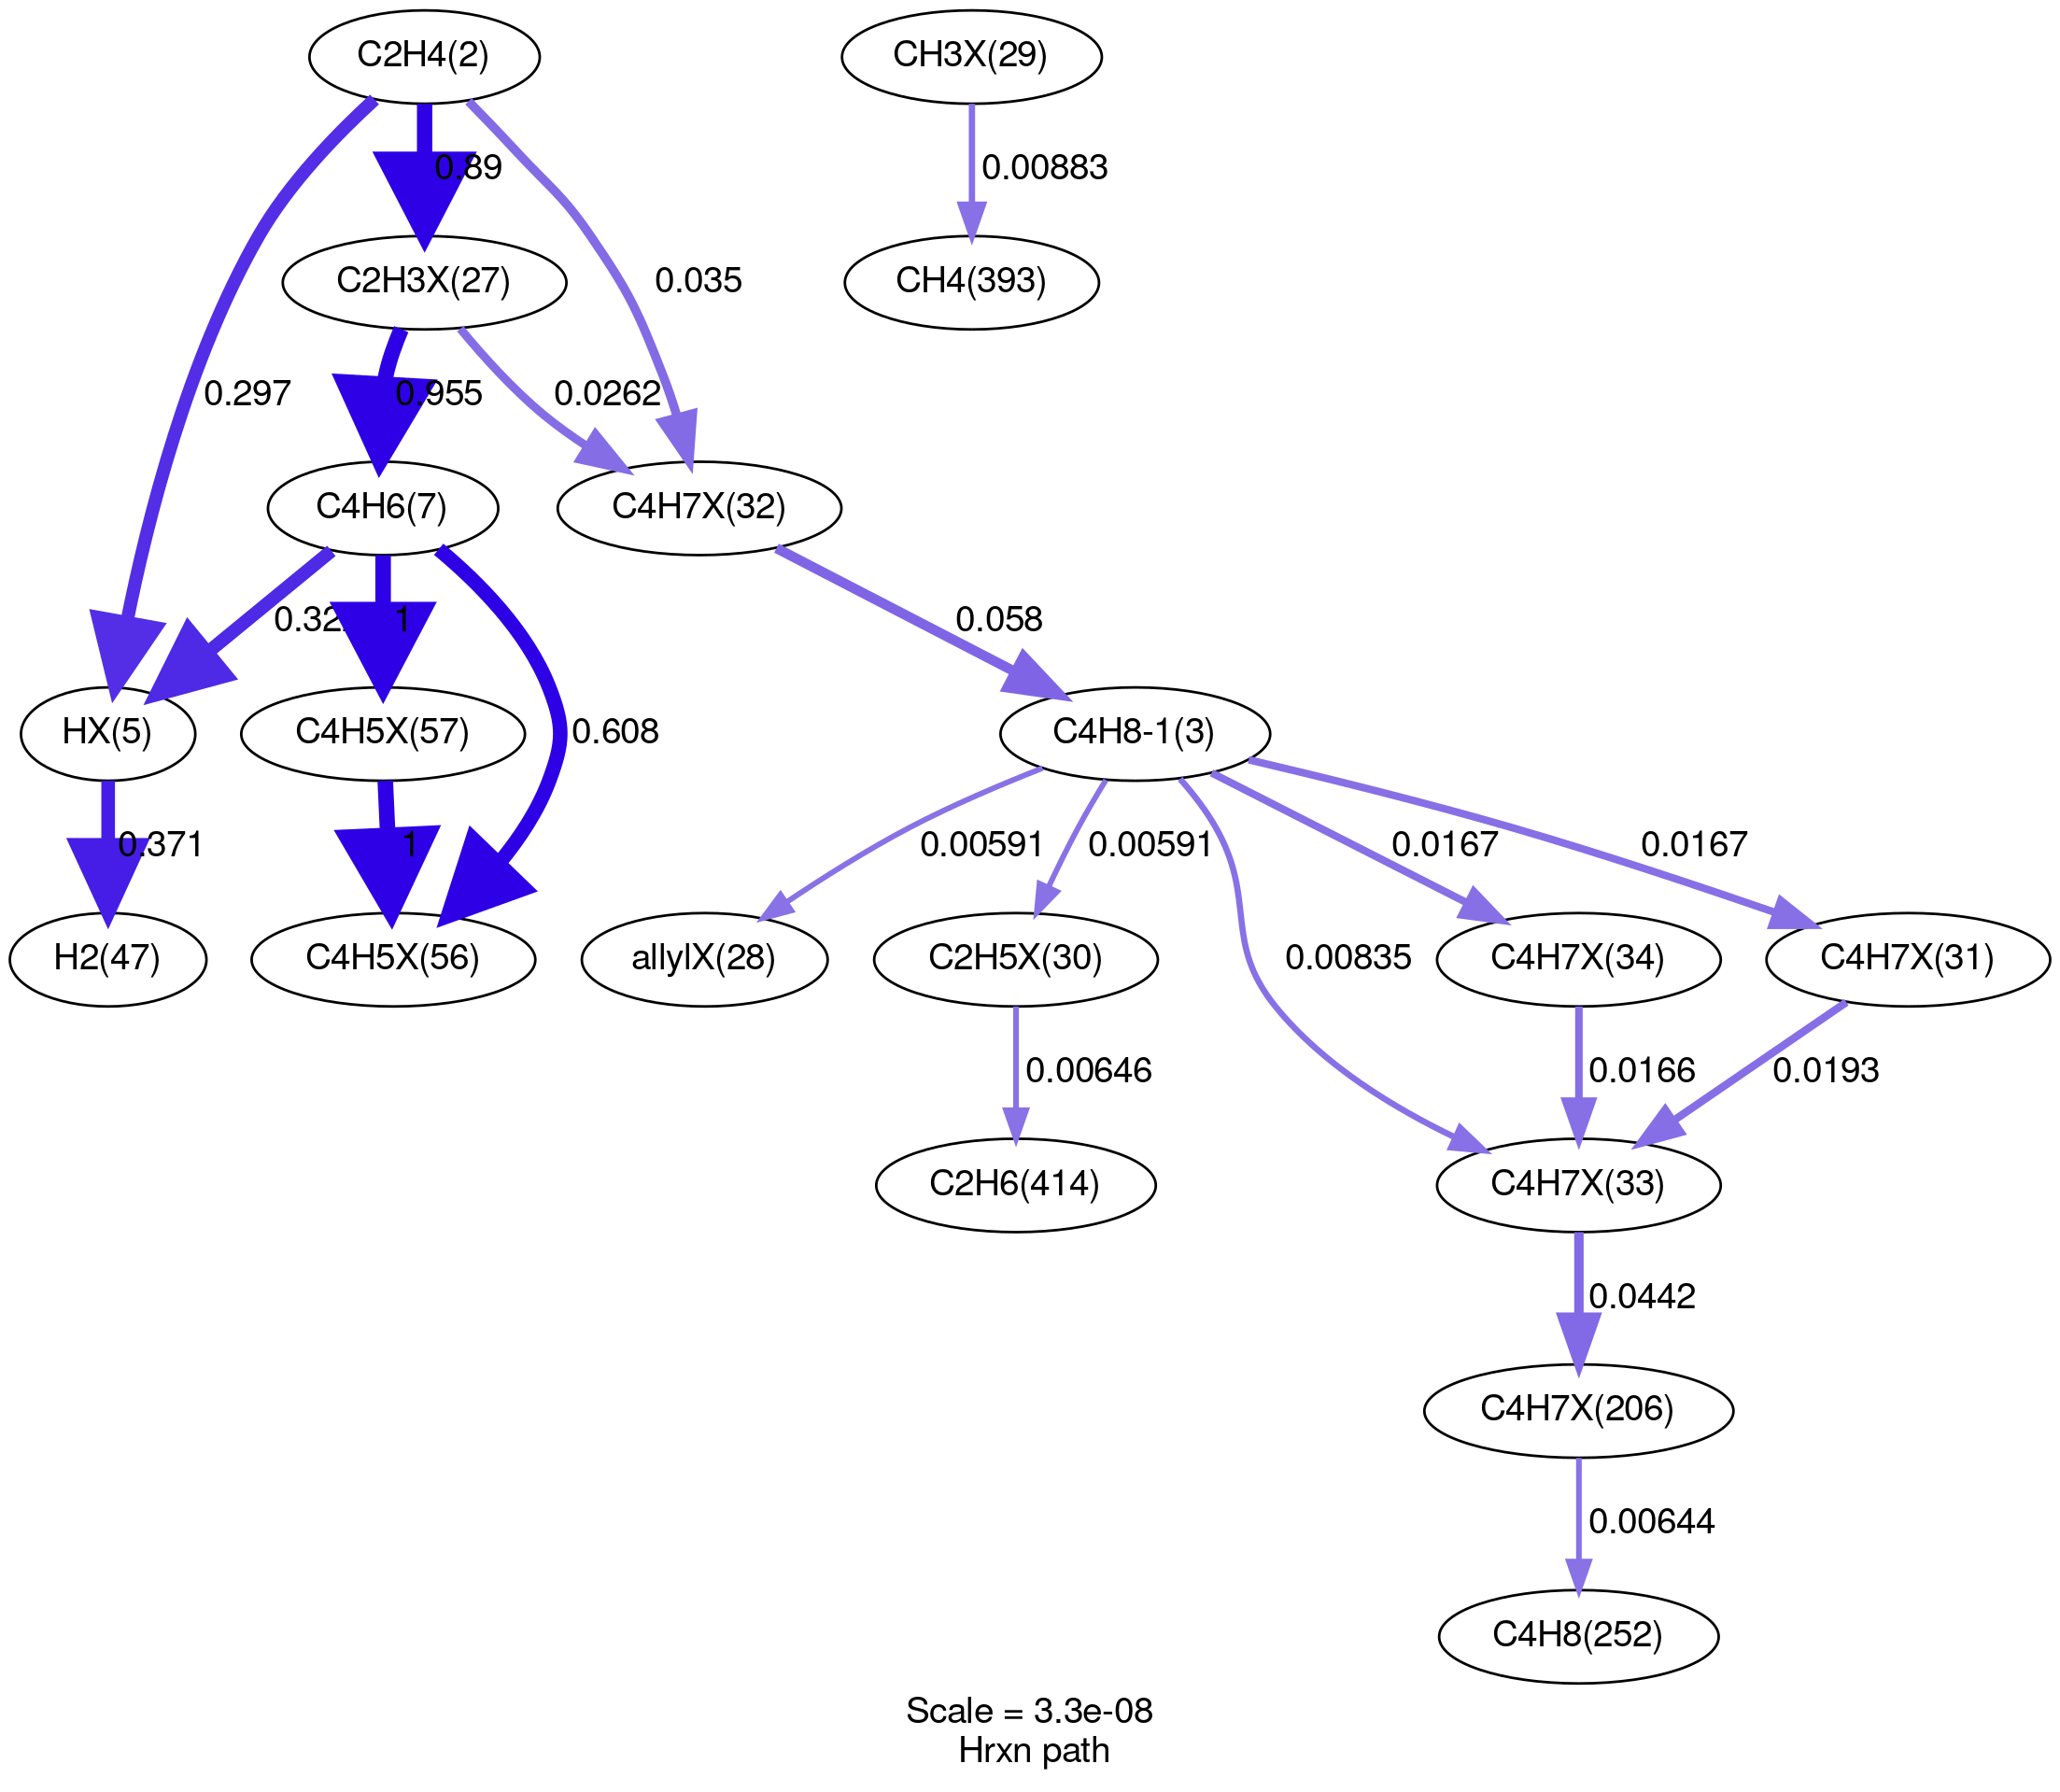 C2H4(2)
CH3X(29)
0.89
0.00883
C2H3X(27)
0.035
CH4(393)
0.297
0.955
0.0262
C4H6(7)
C4H7X(32)
1
0.608
0.058
HX(5)
C4H5X(57)
C4H8-1(3)
0.371
1
0.00591
0.00591
0.0167
0.0167
H2(47)
C4H5X(56)
allylX(28)
C2H5X(30)
0.00835
C4H7X(34)
C4H7X(31)
0.00646
0.0166
0.0193
C2H6(414)
C4H7X(33)
0.0442
C4H7X(206)
0.00644
C4H8(252)
Scale = 3.3e-08
Hrxn path